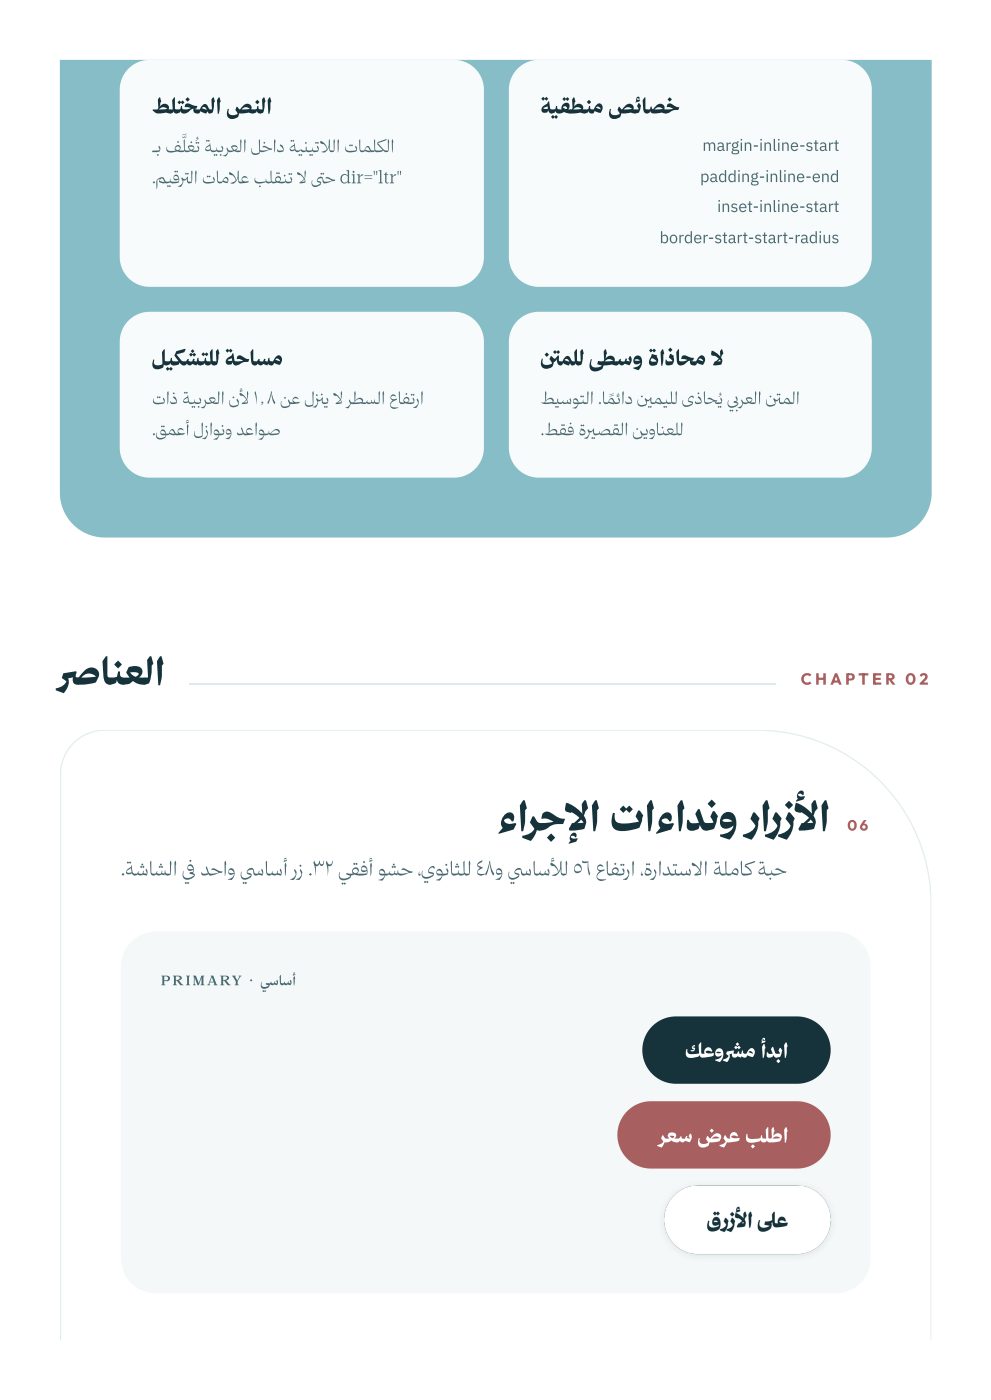 خصائص منطقية
margin-inline-start
padding-inline-end
inset-inline-start
border-start-start-radius
النص المختلط
الكلمات اللاتينية داخل العربية تُغلَّف بـ
dir="ltr" حتى لا تنقلب علامات الترقيم.
لا محاذاة وسطى للمتن
المتن العربي يُحاذى لليمين دائمًا. التوسيط
للعناوين القصيرة فقط.
مساحة للتشكيل
ارتفاع السطر لا ينزل عن ١.٨ لأن العربية ذات
صواعد ونوازل أعمق.
CHAPTER 02
العناصر
06 الأزرار ونداءات الإجراء
حبة كاملة الاستدارة، ارتفاع ٥٦ للأساسي و٤٨ للثانوي، حشو أفقي ٣٢. زر أساسي واحد في الشاشة.
أساسي · PRIMARY
ابدأ مشروعك
اطلب عرض سعر
على الأزرق